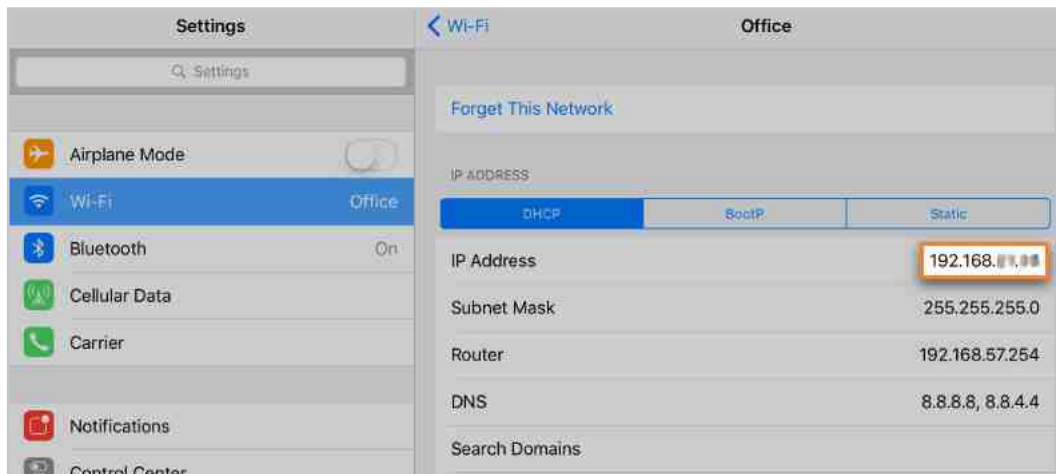 Settings
Settings
Airplane Mode
Wi-Fi Office
Bluetooth On
Cellular Data
Carrier
Notifications
Control Center
Wi-Fi Office
Forget This Network
IP ADDRESS
DHCP BootP Static
IP Address 192.168.
Subnet Mask 255.255.255.0
Router 192.168.57.254
DNS 8.8.8.8, 8.8.4.4
Search Domains